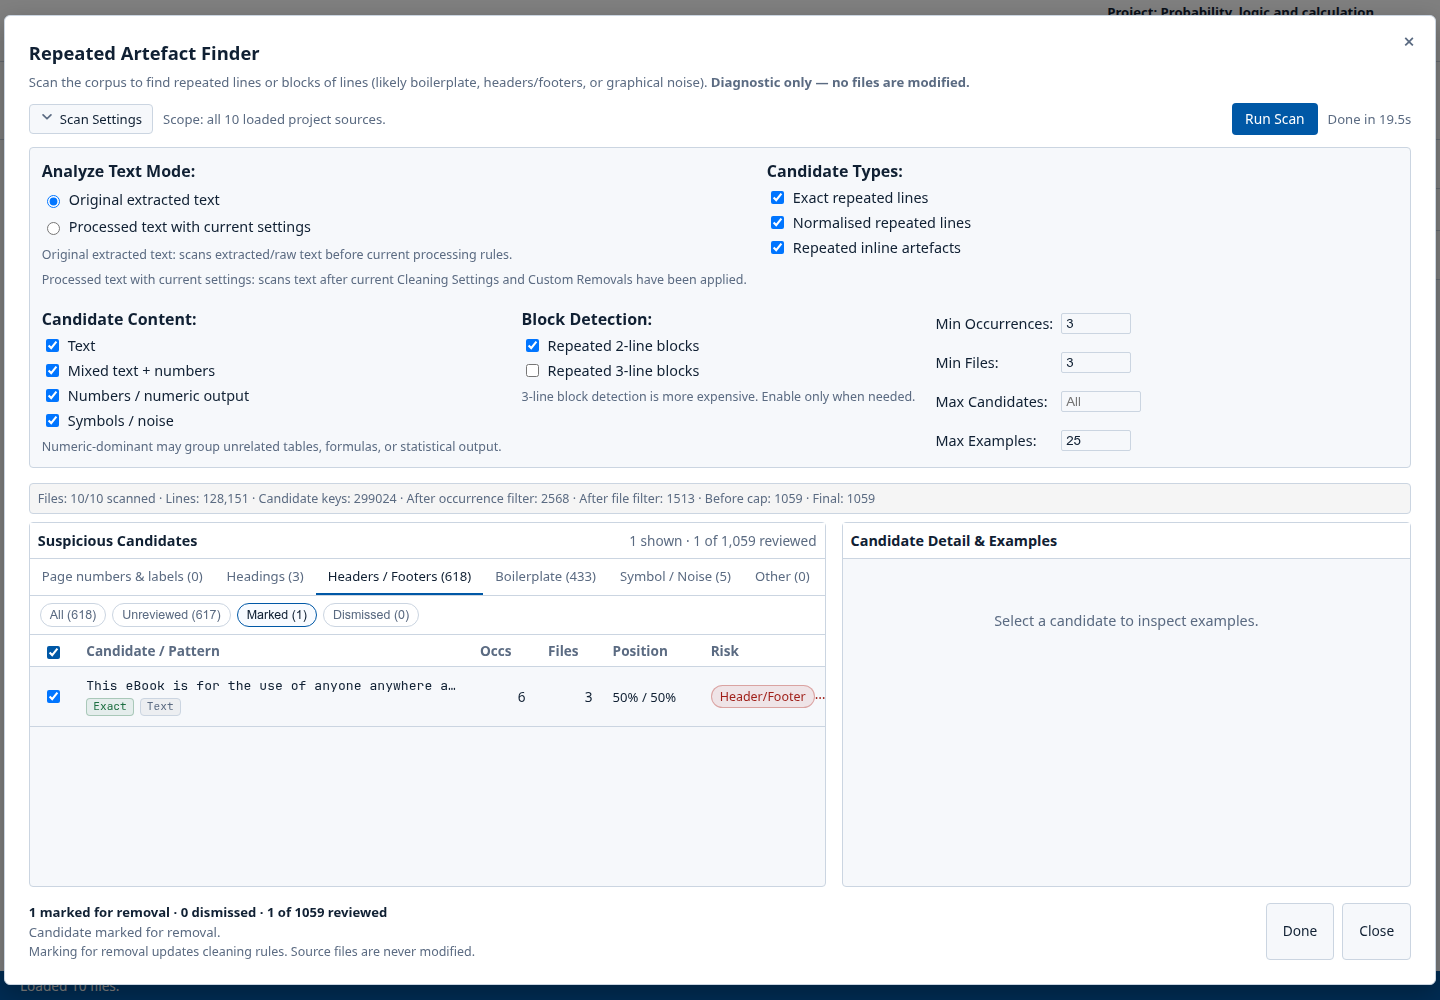 Project: Probability, logic and calculation
Repeated Artefact Finder
×
Scan the corpus to find repeated lines or blocks of lines (likely boilerplate, headers/footers, or graphical noise). Diagnostic only — no files are modified.
Scan Settings
Scope: all 10 loaded project sources.
Run Scan
Done in 19.5s
Analyze Text Mode:
Original extracted text
Processed text with current settings
Original extracted text: scans extracted/raw text before current processing rules.
Processed text with current settings: scans text after current Cleaning Settings and Custom Removals have been applied.
Candidate Types:
Exact repeated lines
Normalised repeated lines
Repeated inline artefacts
Candidate Content:
Text
Mixed text + numbers
Numbers / numeric output
Symbols / noise
Numeric-dominant may group unrelated tables, formulas, or statistical output.
Block Detection:
Repeated 2-line blocks
Repeated 3-line blocks
3-line block detection is more expensive. Enable only when needed.
Min Occurrences: 3
Min Files: 3
Max Candidates: All
Max Examples: 25
Files: 10/10 scanned · Lines: 128,151 · Candidate keys: 299024 · After occurrence filter: 2568 · After file filter: 1513 · Before cap: 1059 · Final: 1059
Suspicious Candidates
1 shown · 1 of 1,059 reviewed
Page numbers & labels (0) Headings (3) Headers / Footers (618) Boilerplate (433) Symbol / Noise (5) Other (0)
All (618) Unreviewed (617) Marked (1) Dismissed (0)
Candidate / Pattern Occs Files Position Risk
This eBook is for the use of anyone anywhere a…
6 3 50% / 50% Header/Footer…
Exact Text
Candidate Detail & Examples
Select a candidate to inspect examples.
1 marked for removal · 0 dismissed · 1 of 1059 reviewed
Candidate marked for removal.
Marking for removal updates cleaning rules. Source files are never modified.
Done
Close
Loaded 10 files.